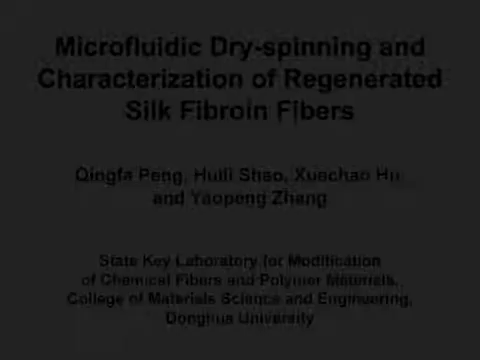 Microfluidic Dry-spinning and
Characterization of Regenerated
Silk Fibroin Fibers
Qingfa Peng, Huili Shao, Xuechao Hu,
and Yaopeng Zhang
State Key Laboratory for Modification
of Chemical Fibers and Polymer Materials,
College of Materials Science and Engineering,
Donghua University